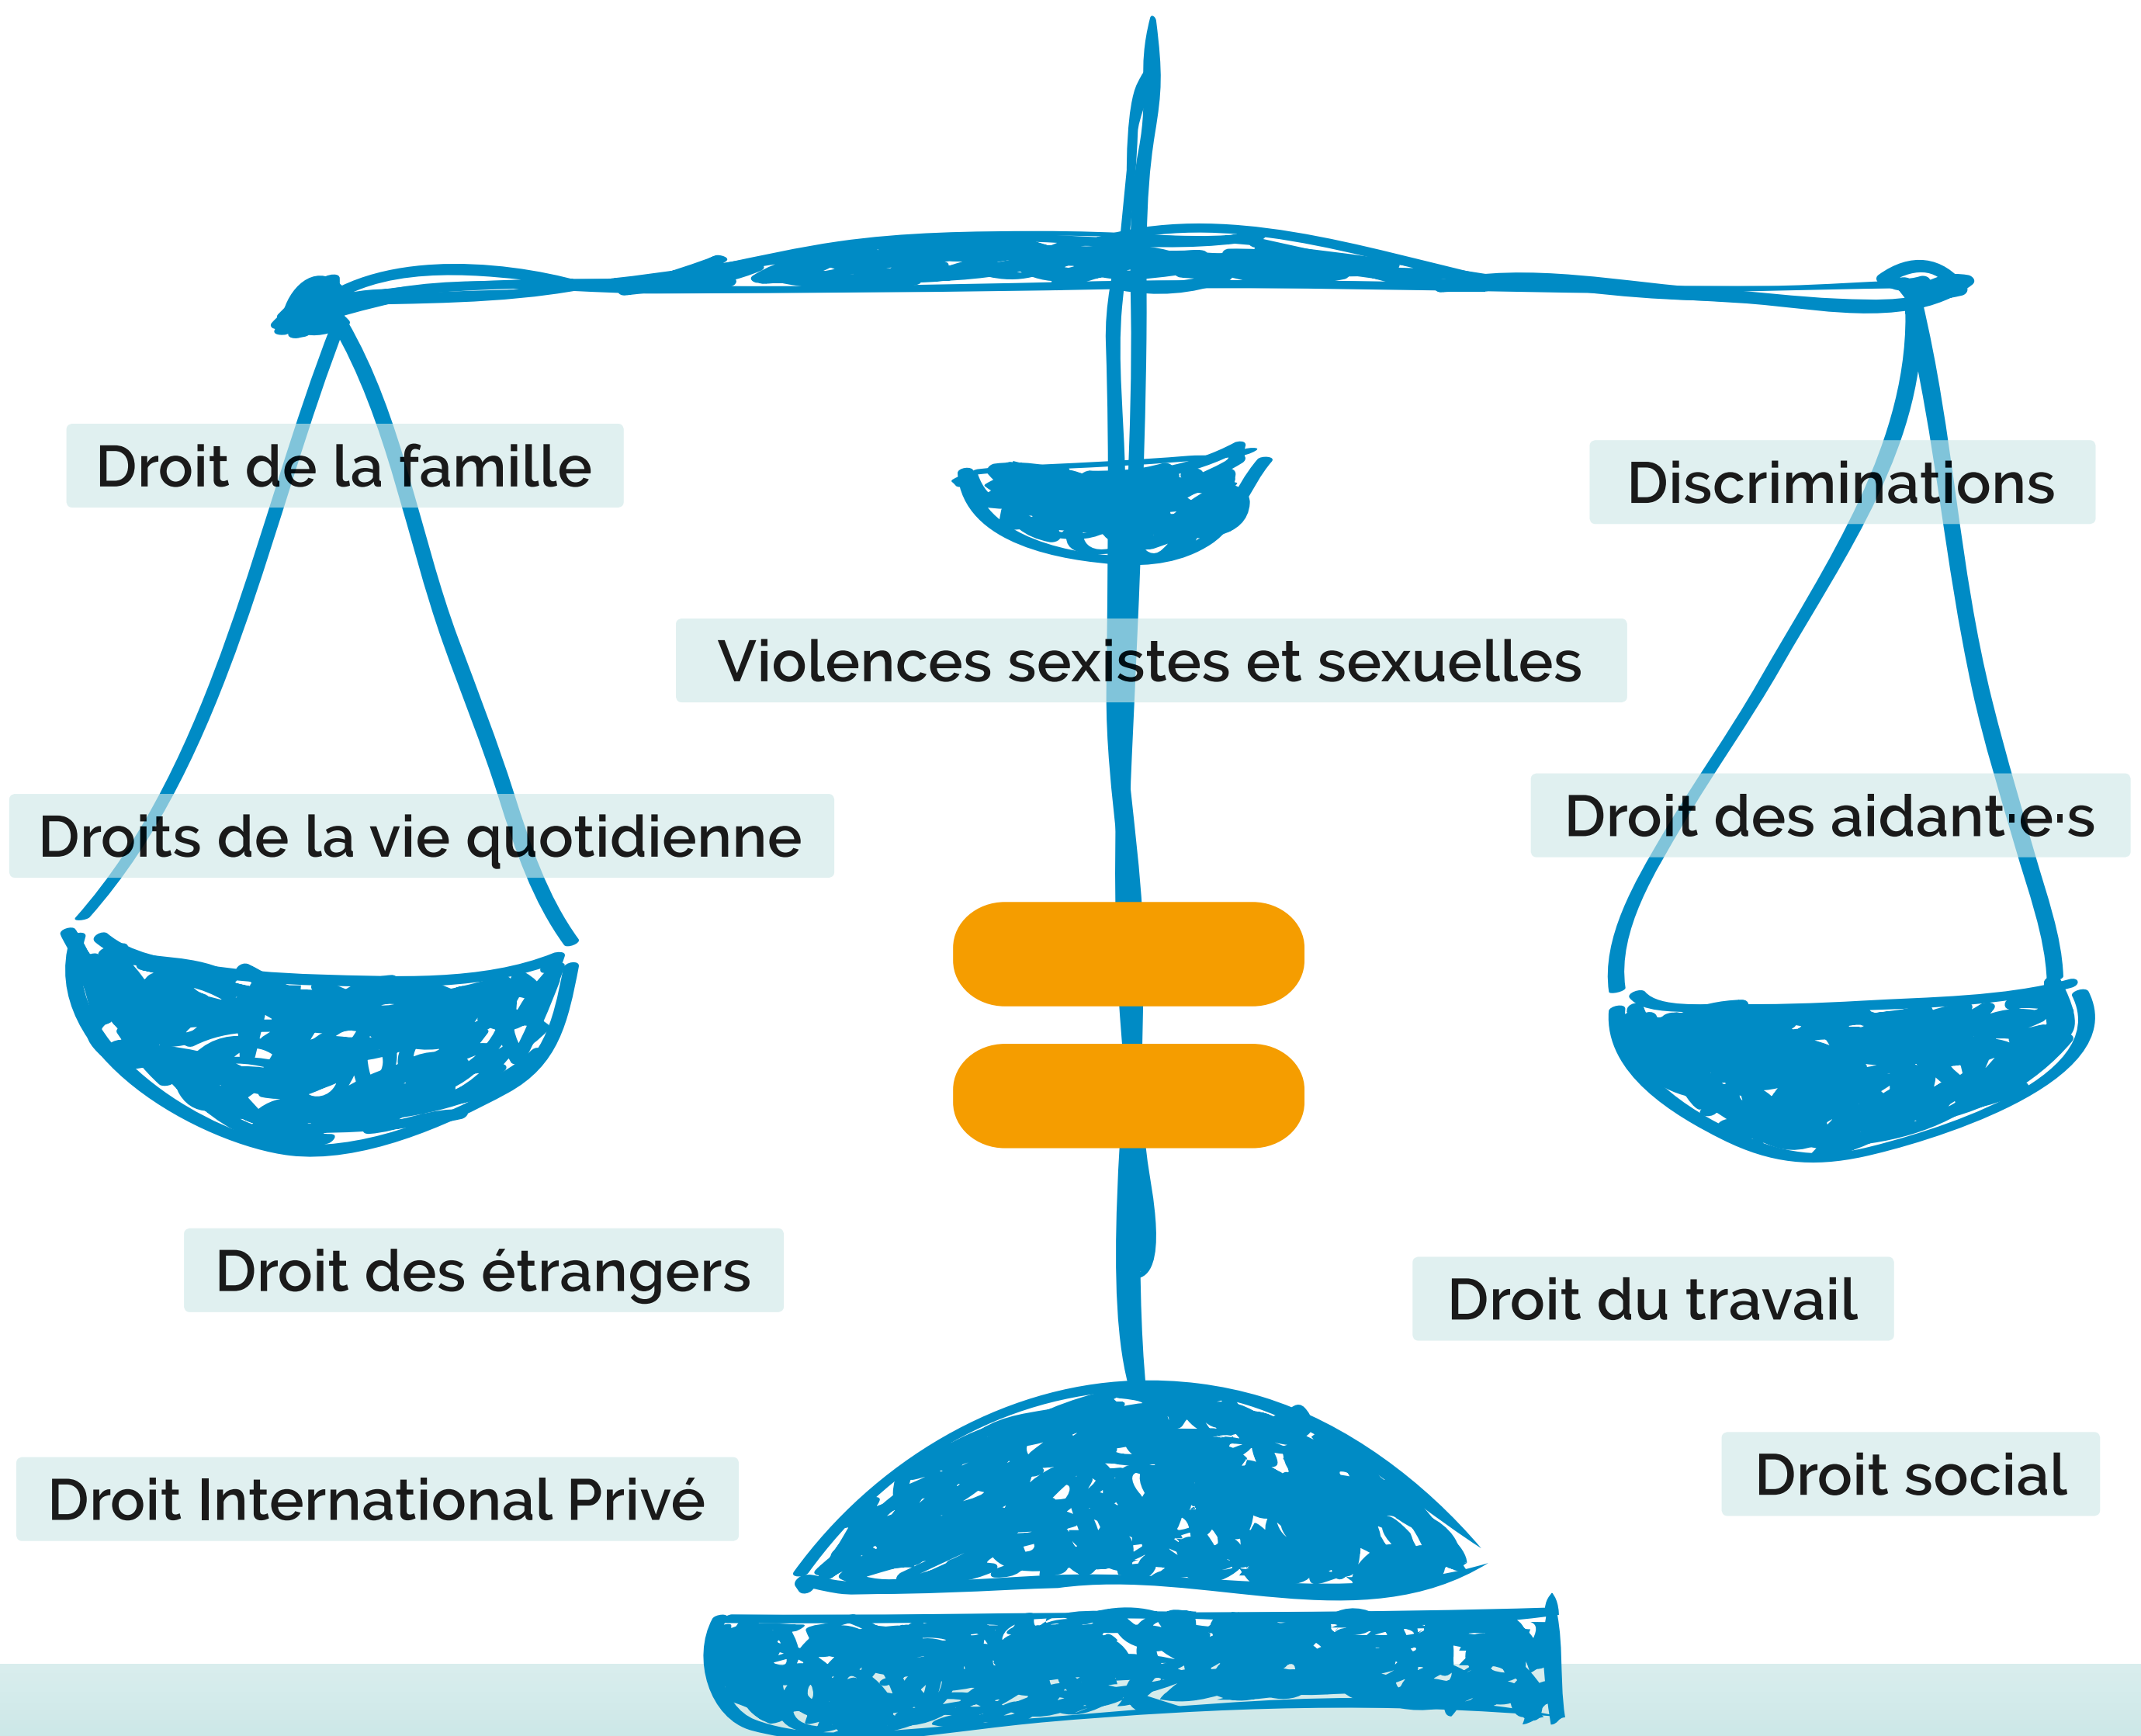 Droit de la famille
Discriminations
Violences sexistes et sexuelles
Droits de la vie quotidienne
Droit des aidant·e·s
Droit des étrangers
Droit du travail
Droit International Privé
Droit social